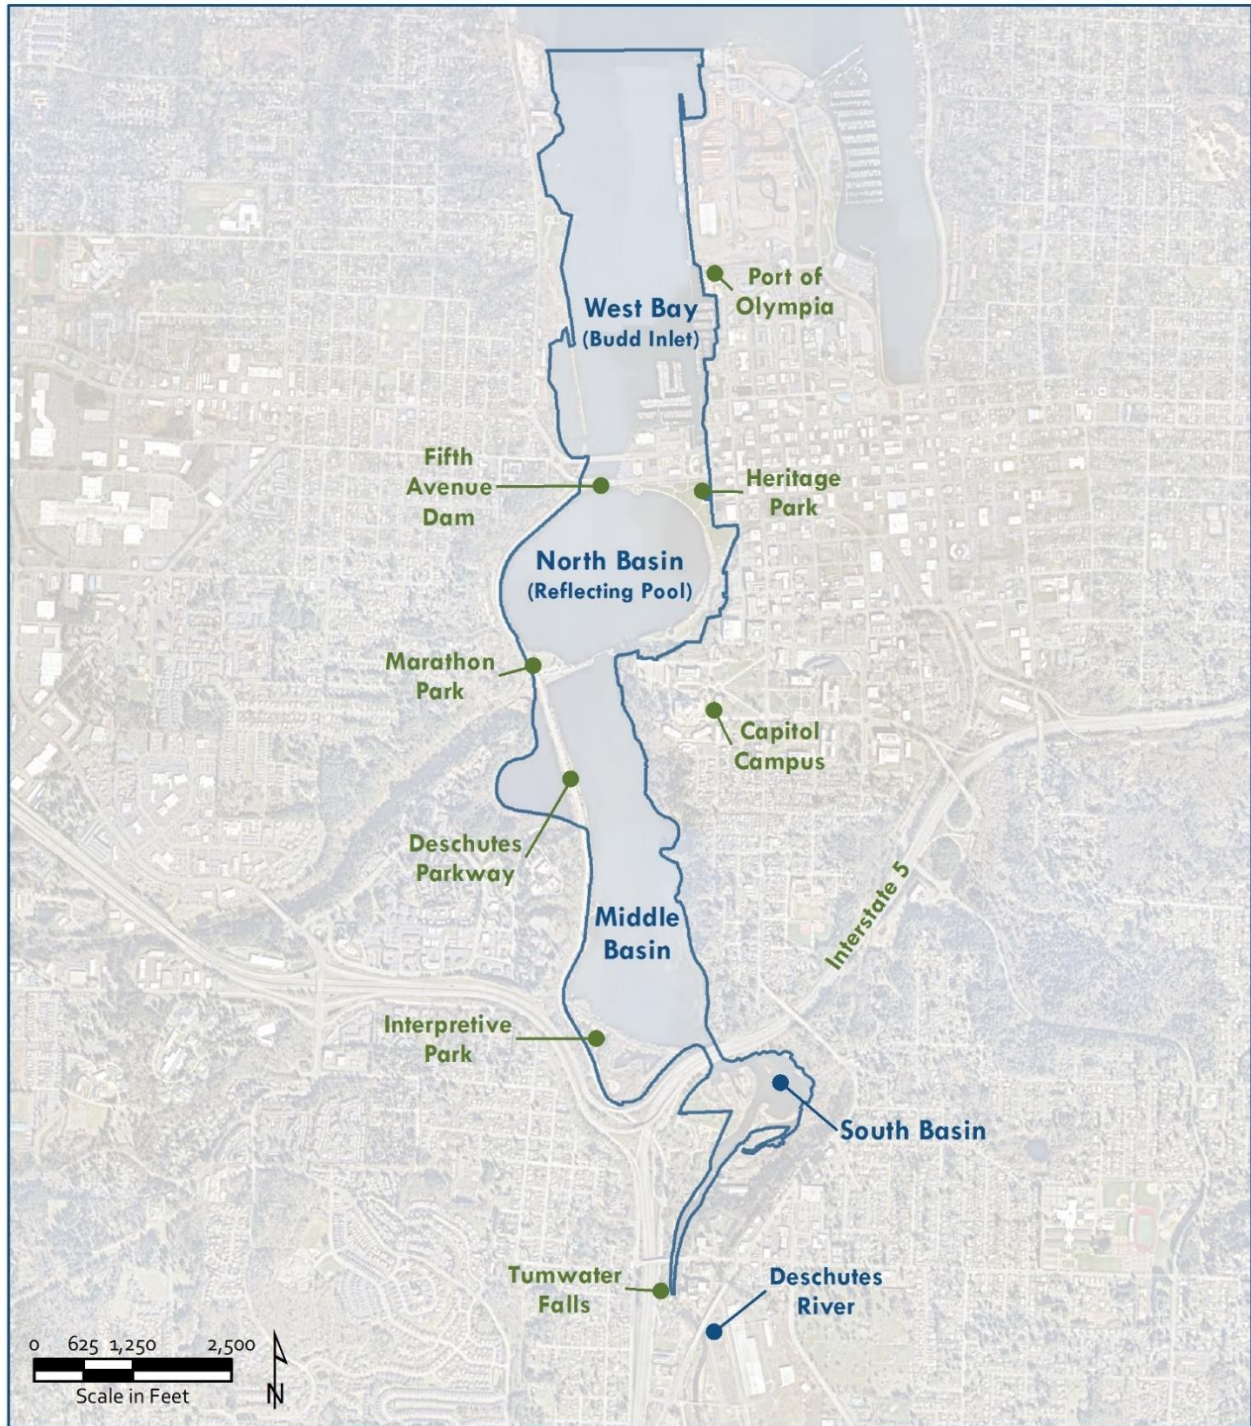 Port of
Olympia
West Bay
(Budd Inlet)
Fifth
Avenue
Dam
Heritage
Park
North Basin
(Reflecting Pool)
Marathon
Park
Capitol
Campus
Deschutes
Parkway
Interstate 5
Middle
Basin
Interpretive
Park
South Basin
Tumwater
Falls
Deschutes
River
0 625 1,250 2,500
Scale in Feet
N